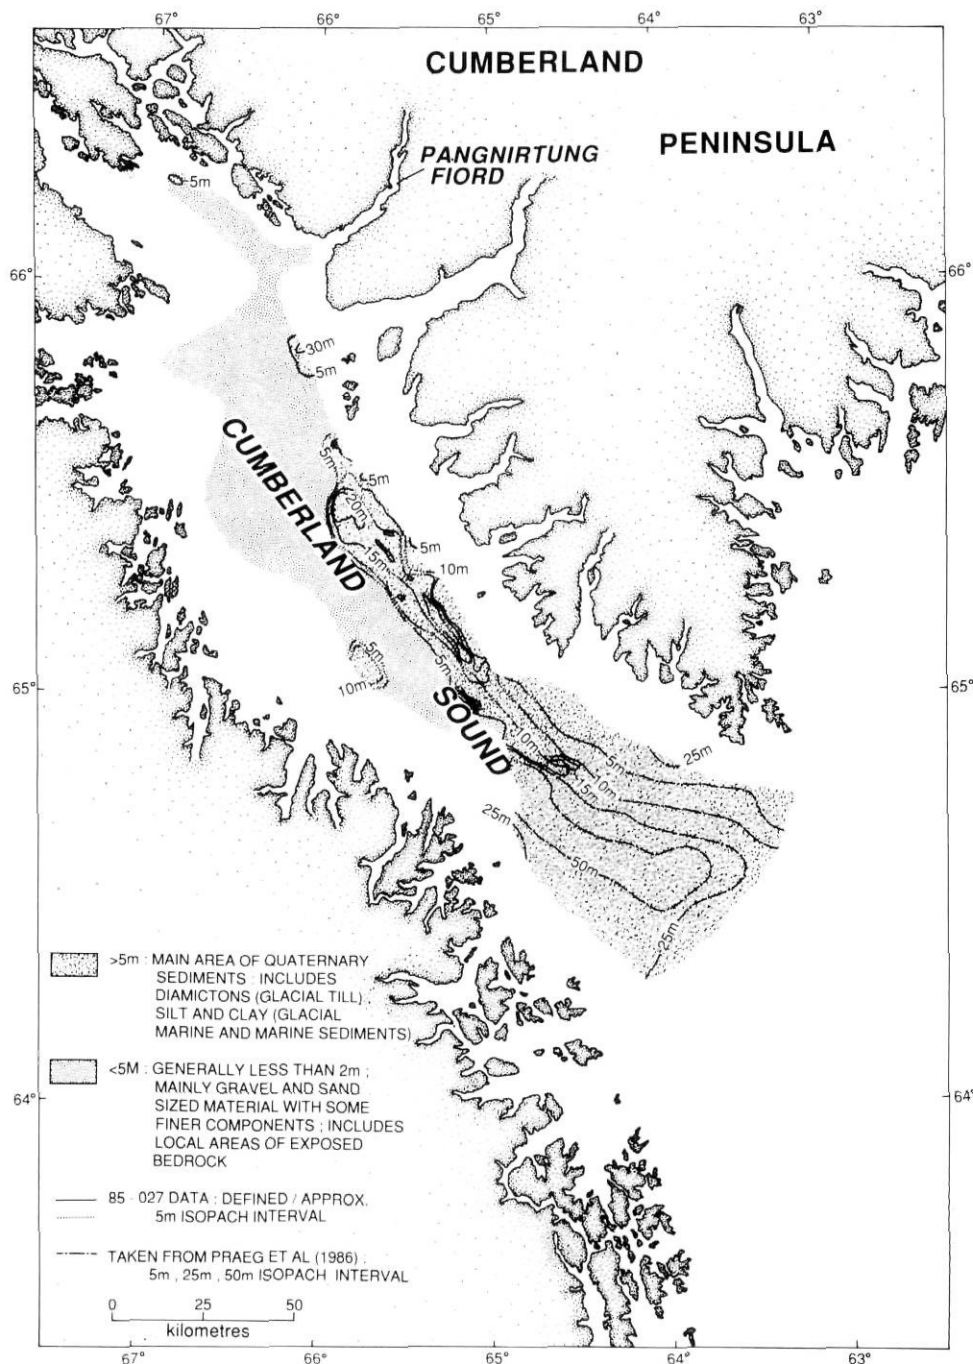 67° 66° 65° 64° 63°
CUMBERLAND
PENINSULA
PANGNIRTUNG
FIORD
5m
66° 66°
30m
5m
CUMBERLAND
5m
5m
20m
5m
15m
10m
5m
10m
5m
65° 65°
SOUND
10m
25m
5m
10m
15m
25m
50m
25m
>5m : MAIN AREA OF QUATERNARY
SEDIMENTS : INCLUDES
DIAMICTONS (GLACIAL TILL) ;
SILT AND CLAY (GLACIAL
MARINE AND MARINE SEDIMENTS)
<5M : GENERALLY LESS THAN 2m ;
MAINLY GRAVEL AND SAND
SIZED MATERIAL WITH SOME
FINER COMPONENTS ; INCLUDES
LOCAL AREAS OF EXPOSED
BEDROCK
64° 64°
85 - 027 DATA : DEFINED / APPROX.
5m ISOPACH INTERVAL
TAKEN FROM PRAEG ET AL (1986) :
5m , 25m , 50m ISOPACH INTERVAL
0 25 50
kilometres
67° 66° 65° 64° 63°